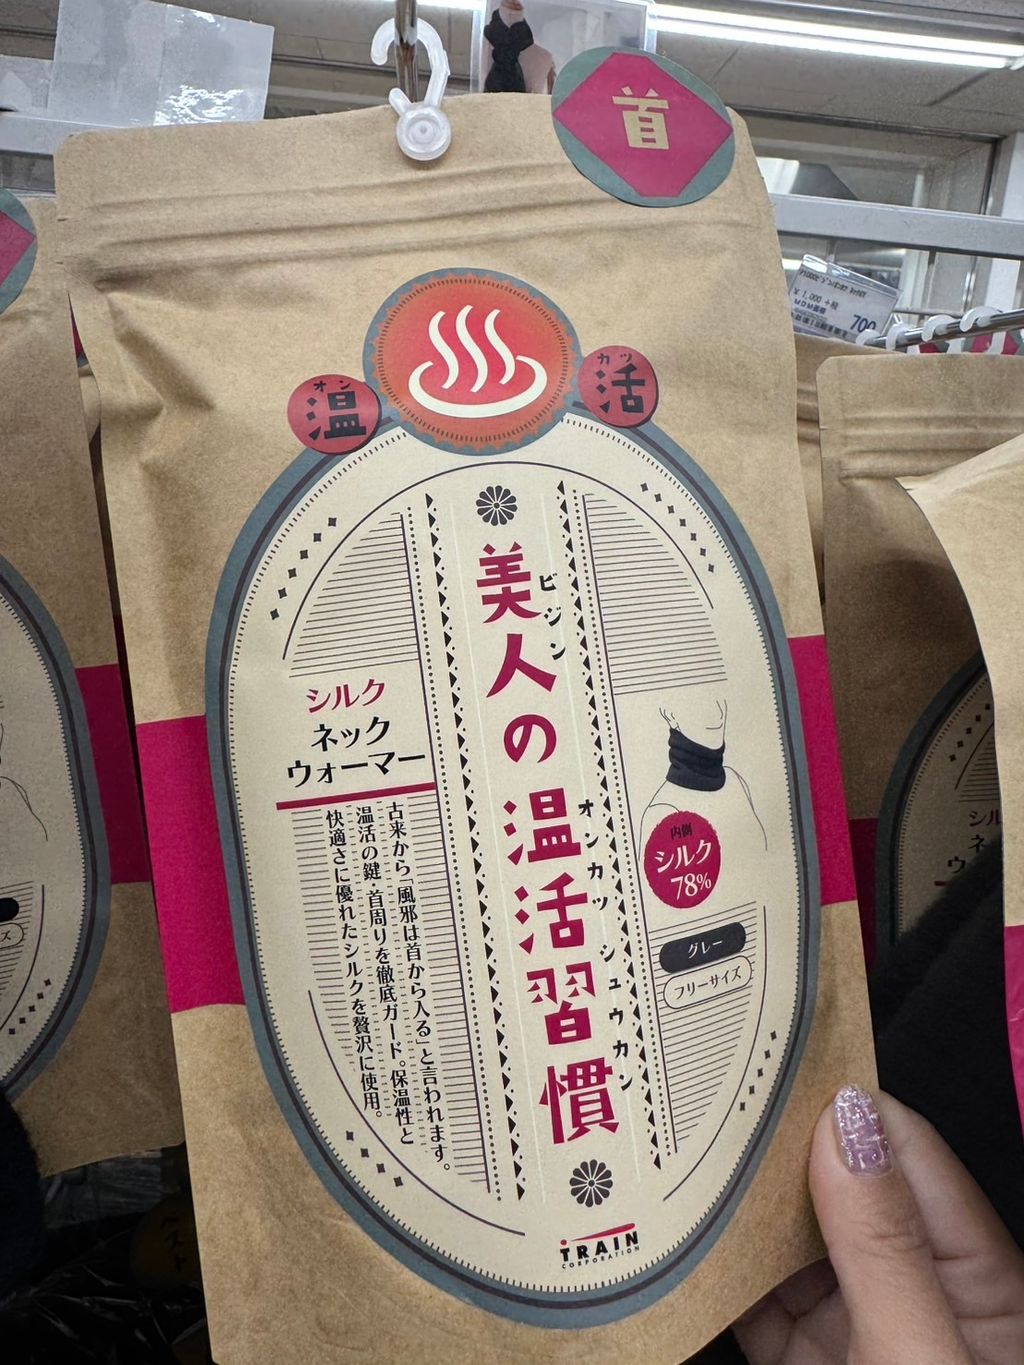 首
¥1,000+税
700
オン
温
カツ
活
美人の温活習慣
ビジン
オンカツ
シュウカン
シルク
ネック
ウォーマー
古来から「風邪は首から入る」と言われます。
温活の鍵・首周りを徹底ガード。保温性と
快適さに優れたシルクを贅沢に使用。
内側
シルク
78%
グレー
フリーサイズ
TRAIN
CORPORATION